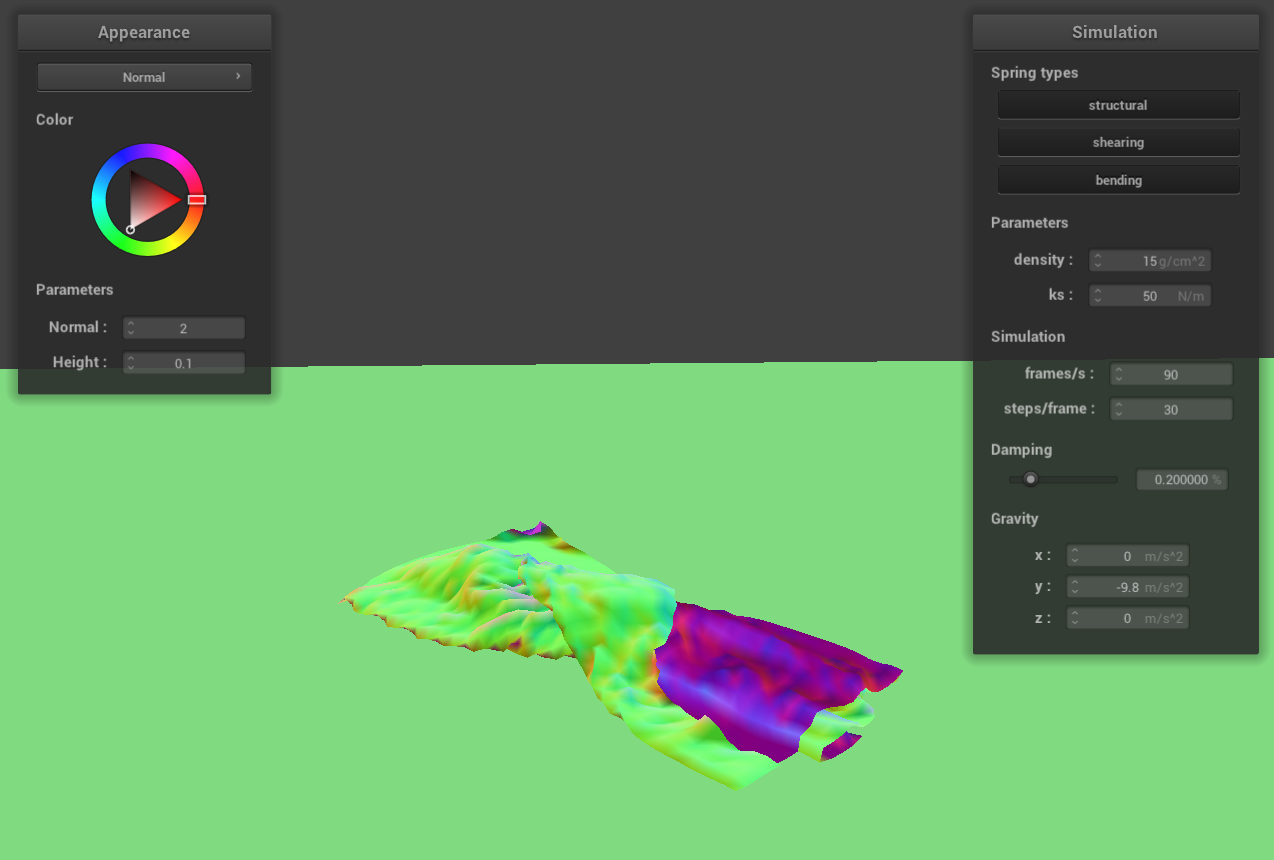 Appearance
Normal
Color
Parameters
Normal : 2
Height : 0.1
Simulation
Spring types
structural
shearing
bending
Parameters
density : 15 g/cm^2
ks : 50 N/m
Simulation
frames/s : 90
steps/frame : 30
Damping
0.200000 %
Gravity
x : 0 m/s^2
y : -9.8 m/s^2
z : 0 m/s^2